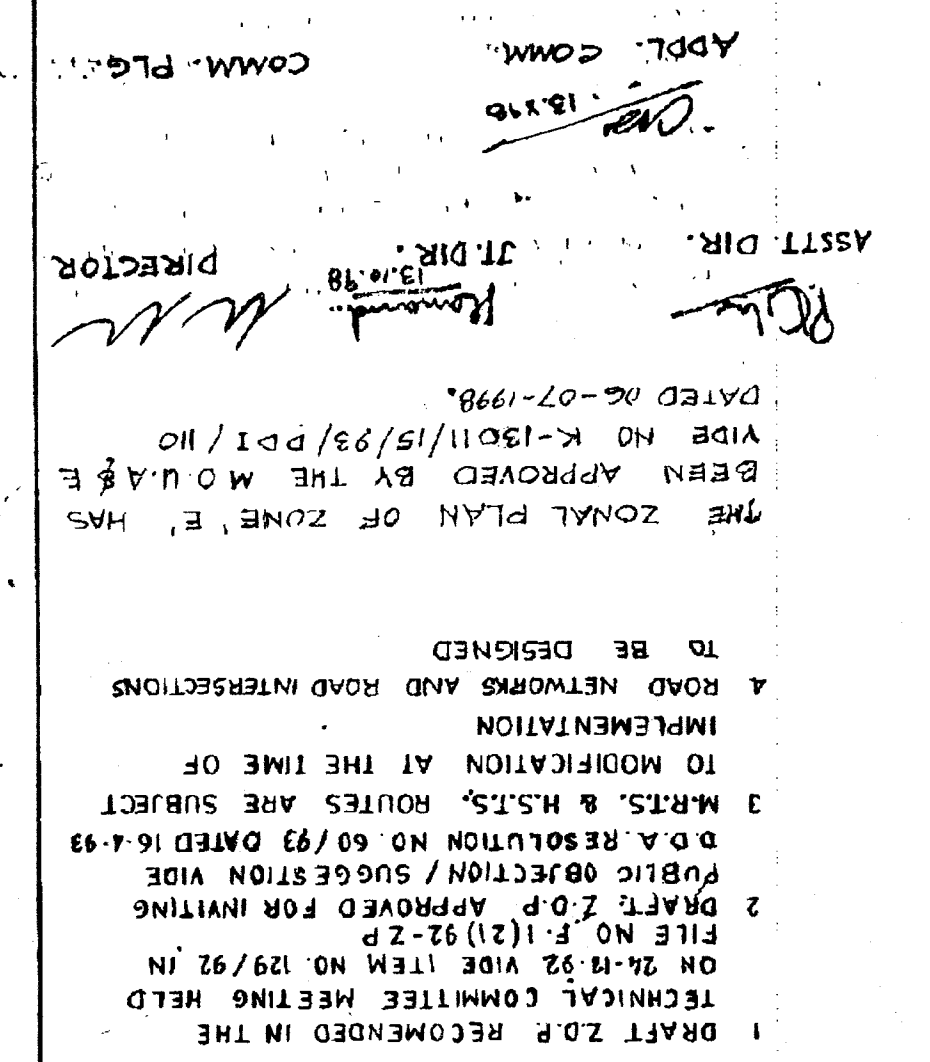 1 DRAFT Z.D.P. RECOMENDED IN THE
TECHNICAL COMMITTEE MEETING HELD
ON 24-12-92 VIDE ITEM NO. 129/92 IN
FILE NO F.1(21)92-ZP
2 DRAFT. Z.D.P APPROVED FOR INVITING
PUBLIC OBJECTION / SUGGESTION VIDE
D.D.A. RESOLUTION NO. 60/93 DATED 16-4-93
3 M.R.T.S. & H.S.T.S. ROUTES ARE SUBJECT
TO MODIFICATION AT THE TIME OF
IMPLEMENTATION
4 ROAD NETWORKS AND ROAD INTERSECTIONS
TO BE DESIGNED
THE ZONAL PLAN OF ZONE 'E' HAS
BEEN APPROVED BY THE M O.U.A & E
VIDE NO K-13011/15/93/DDI/110
DATED 06-07-1998.
13.10.98
ASSTT. DIR. JT. DIR. DIRECTOR
13.X.98
ADDL. COMM. COMM. PLG.